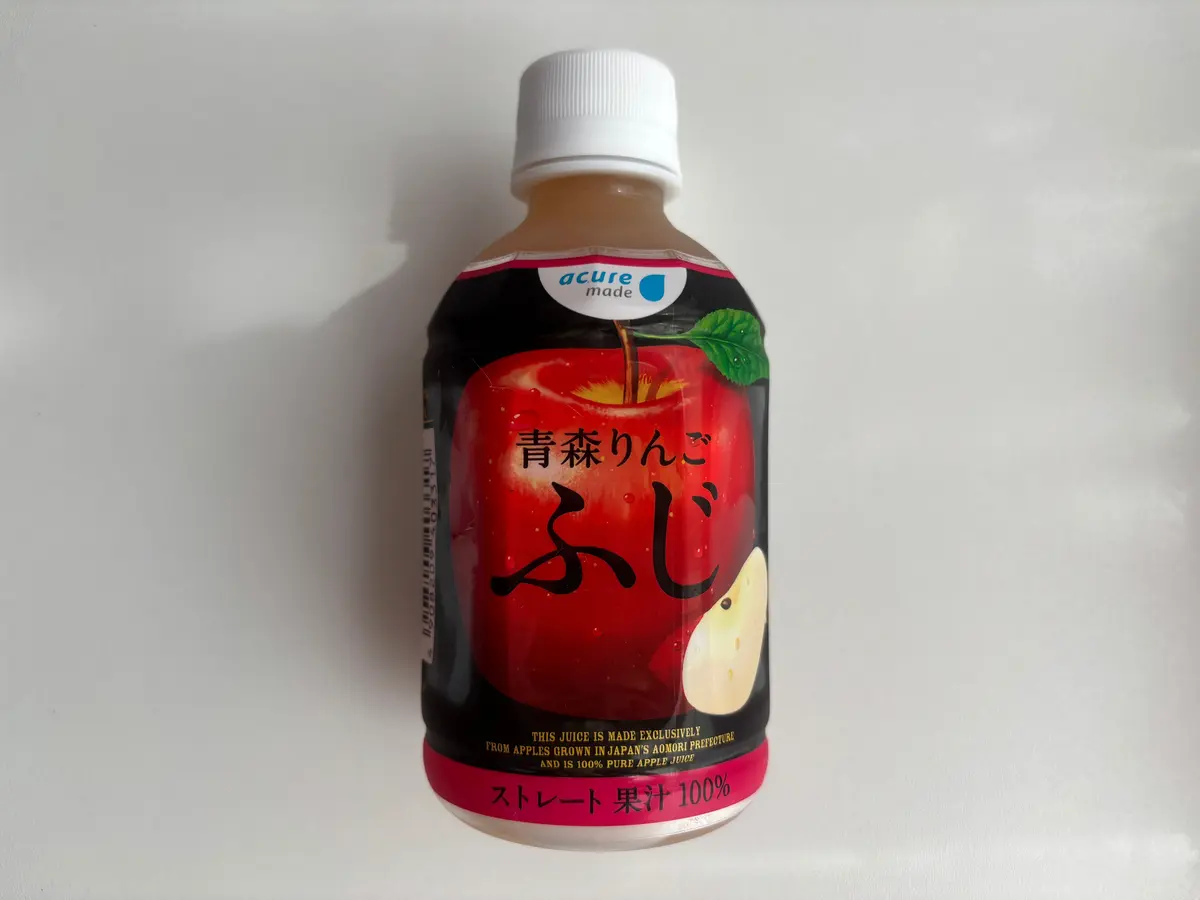 acure
made
青森りんご
ふじ
THIS JUICE IS MADE EXCLUSIVELY
FROM APPLES GROWN IN JAPAN'S AOMORI PREFECTURE
AND IS 100% PURE APPLE JUICE
ストレート 果汁 100%